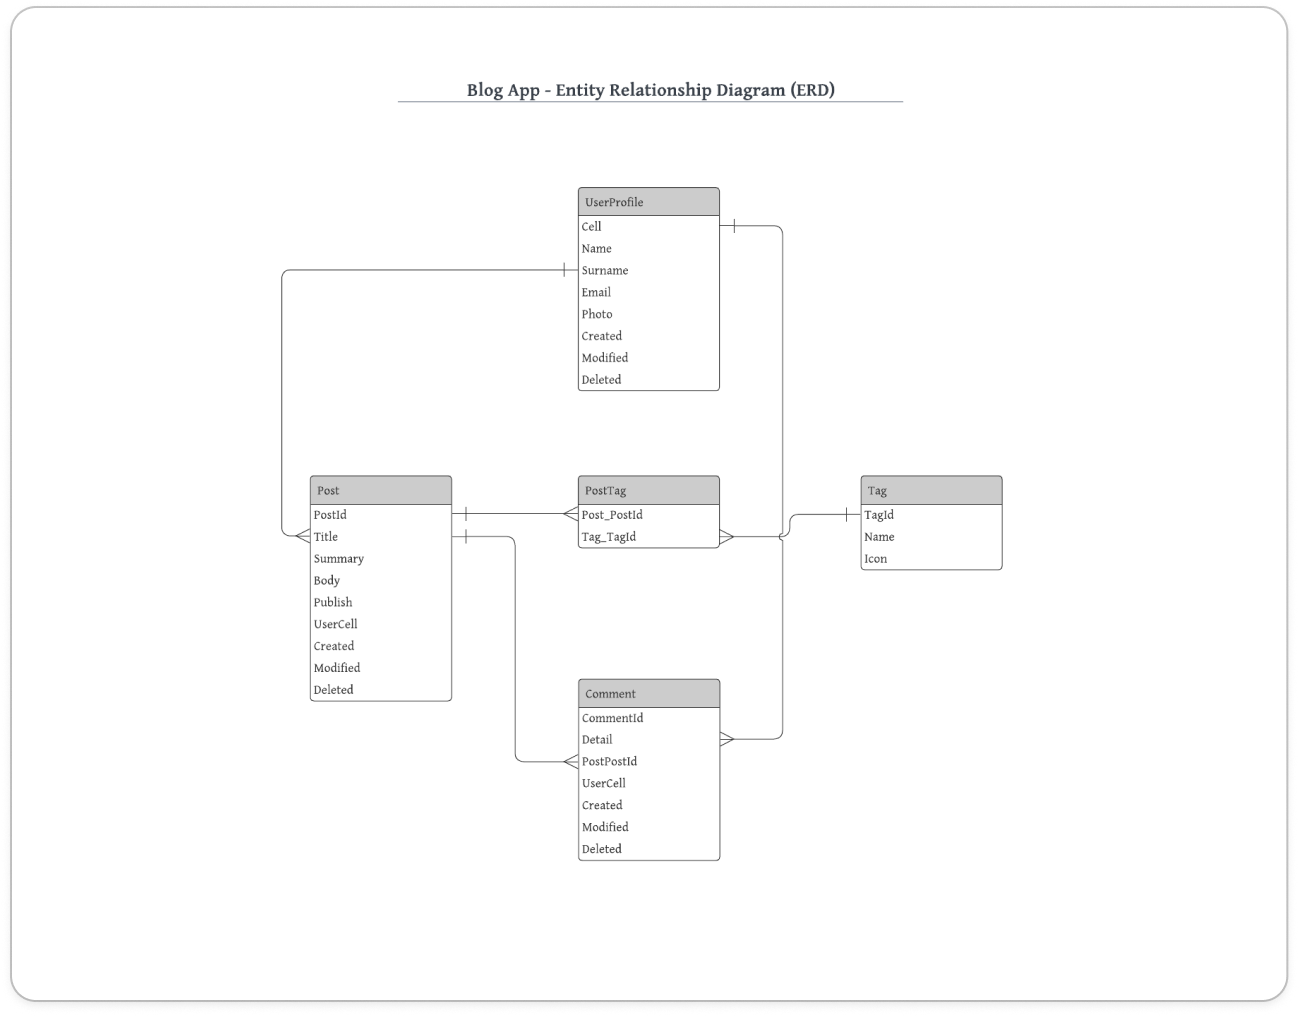 Blog App - Entity Relationship Diagram (ERD)
UserProfile
Cell
Name
Surname
Email
Photo
Created
Modified
Deleted
Post
PostId
Title
Summary
Body
Publish
UserCell
Created
Modified
Deleted
PostTag
Post_PostId
Tag_TagId
Tag
TagId
Name
Icon
Comment
CommentId
Detail
PostPostId
UserCell
Created
Modified
Deleted